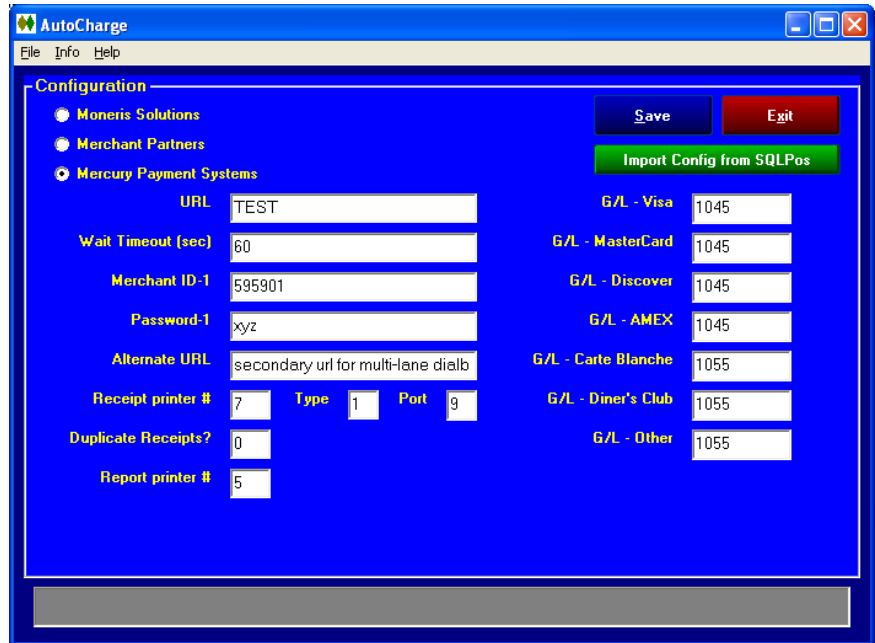 AutoCharge
File Info Help
Configuration
Moneris Solutions
Merchant Partners
Mercury Payment Systems
Save Exit
Import Config from SQLPos
URL TEST G/L - Visa 1045
Wait Timeout (sec) 60 G/L - MasterCard 1045
Merchant ID-1 595901 G/L - Discover 1045
Password-1 xyz G/L - AMEX 1045
Alternate URL secondary url for multi-lane dialb G/L - Carte Blanche 1055
Receipt printer # 7 Type 1 Port 9 G/L - Diner's Club 1055
Duplicate Receipts? 0 G/L - Other 1055
Report printer # 5